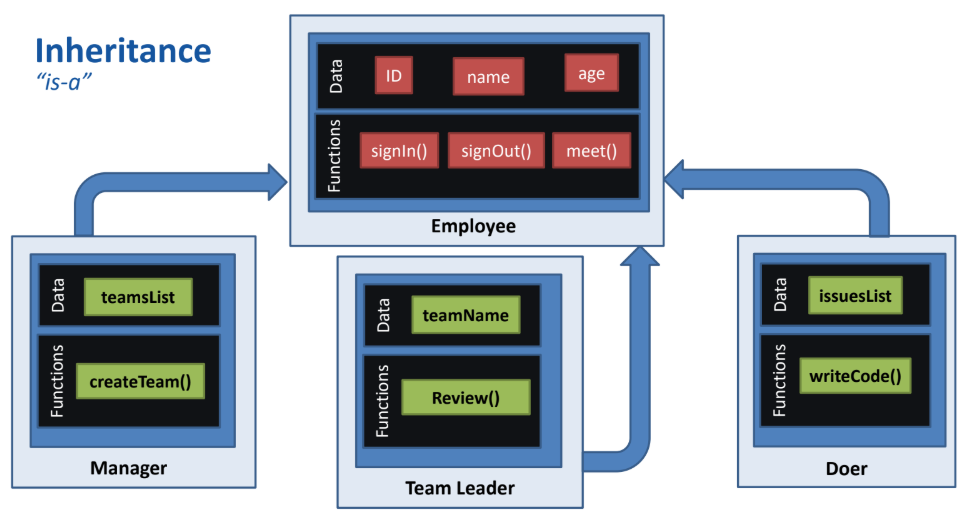 Inheritance
"is-a"
Data
ID
name
age
Functions
signIn()
signOut()
meet()
Employee
Data
teamsList
Functions
createTeam()
Manager
Data
teamName
Functions
Review()
Team Leader
Data
issuesList
Functions
writeCode()
Doer